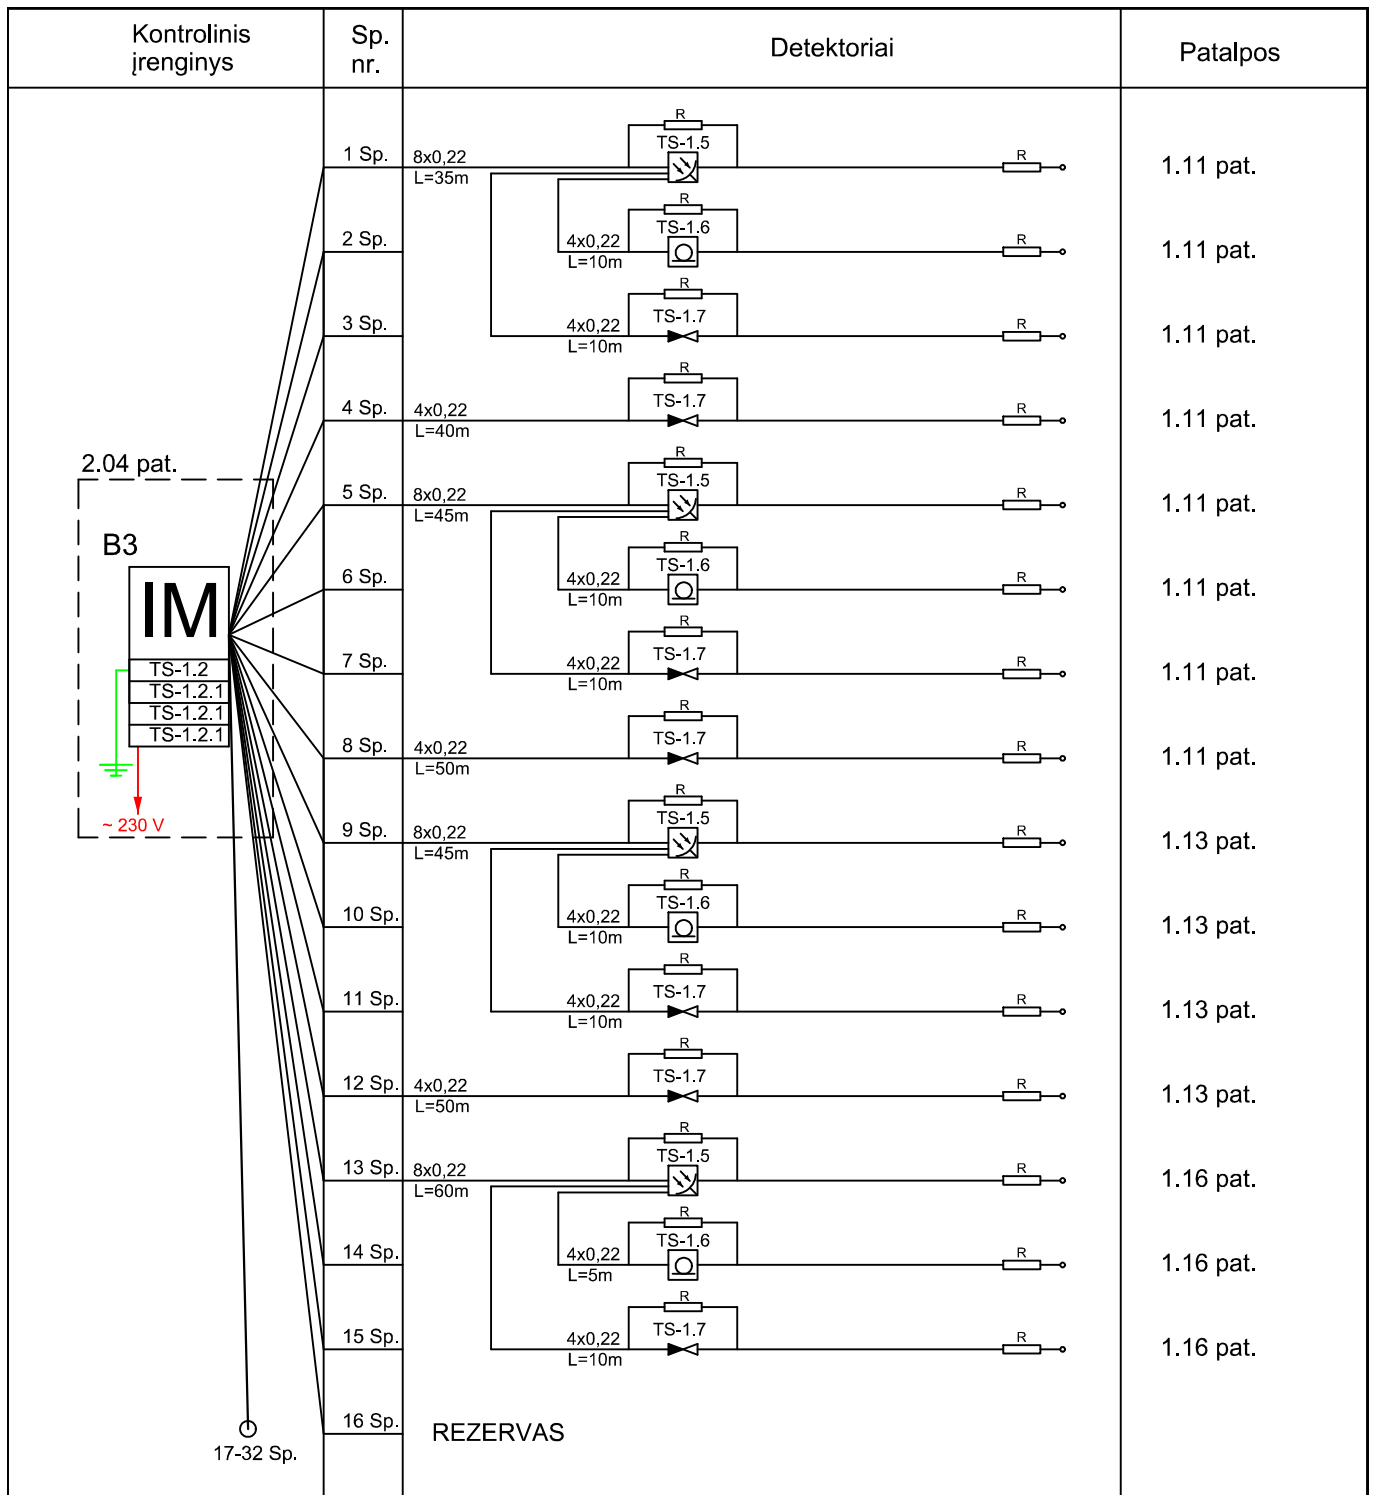 Kontrolinis
įrenginys
Sp.
nr.
Detektoriai
Patalpos
R
TS-1.5
1 Sp.
8x0,22
L=35m
R
1.11 pat.
R
TS-1.6
2 Sp.
4x0,22
L=10m
R
1.11 pat.
R
TS-1.7
3 Sp.
4x0,22
L=10m
R
1.11 pat.
R
TS-1.7
4 Sp.
4x0,22
L=40m
R
1.11 pat.
2.04 pat.
R
TS-1.5
5 Sp.
8x0,22
L=45m
R
1.11 pat.
B3
IM
TS-1.2
TS-1.2.1
TS-1.2.1
TS-1.2.1
~ 230 V
R
TS-1.6
6 Sp.
4x0,22
L=10m
R
1.11 pat.
R
TS-1.7
7 Sp.
4x0,22
L=10m
R
1.11 pat.
R
TS-1.7
8 Sp.
4x0,22
L=50m
R
1.11 pat.
R
TS-1.5
9 Sp.
8x0,22
L=45m
R
1.13 pat.
R
TS-1.6
10 Sp.
4x0,22
L=10m
R
1.13 pat.
R
TS-1.7
11 Sp.
4x0,22
L=10m
R
1.13 pat.
R
TS-1.7
12 Sp.
4x0,22
L=50m
R
1.13 pat.
R
TS-1.5
13 Sp.
8x0,22
L=60m
R
1.16 pat.
R
TS-1.6
14 Sp.
4x0,22
L=5m
R
1.16 pat.
R
TS-1.7
15 Sp.
4x0,22
L=10m
R
1.16 pat.
16 Sp.
REZERVAS
17-32 Sp.